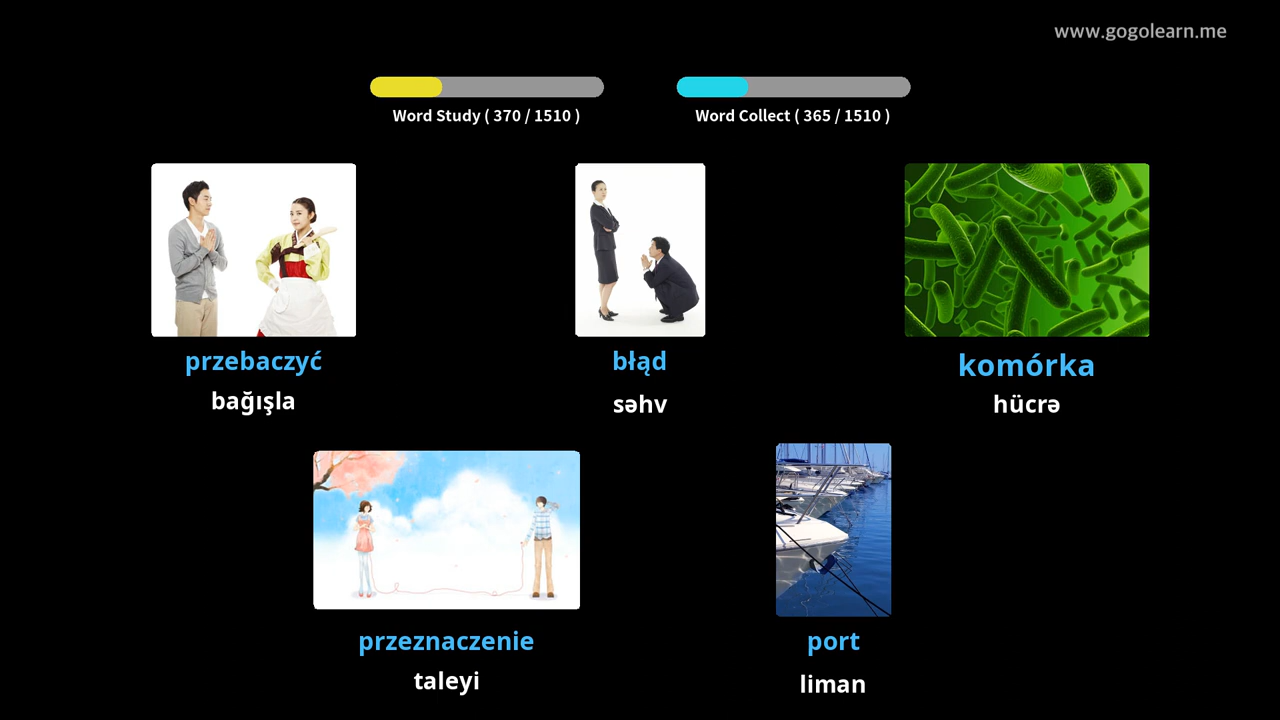 www.gogolearn.me
Word Study ( 370 / 1510 )
Word Collect ( 365 / 1510 )
przebaczyć
bağışla
błąd
səhv
komórka
hücrə
przeznaczenie
taleyi
port
liman